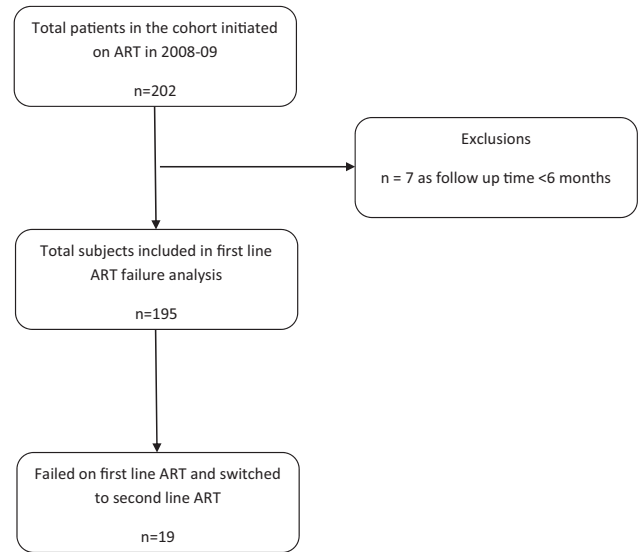 Total patients in the cohort initiated
on ART in 2008-09
n=202
Exclusions
n = 7 as follow up time <6 months
Total subjects included in first line
ART failure analysis
n=195
Failed on first line ART and switched
to second line ART
n=19